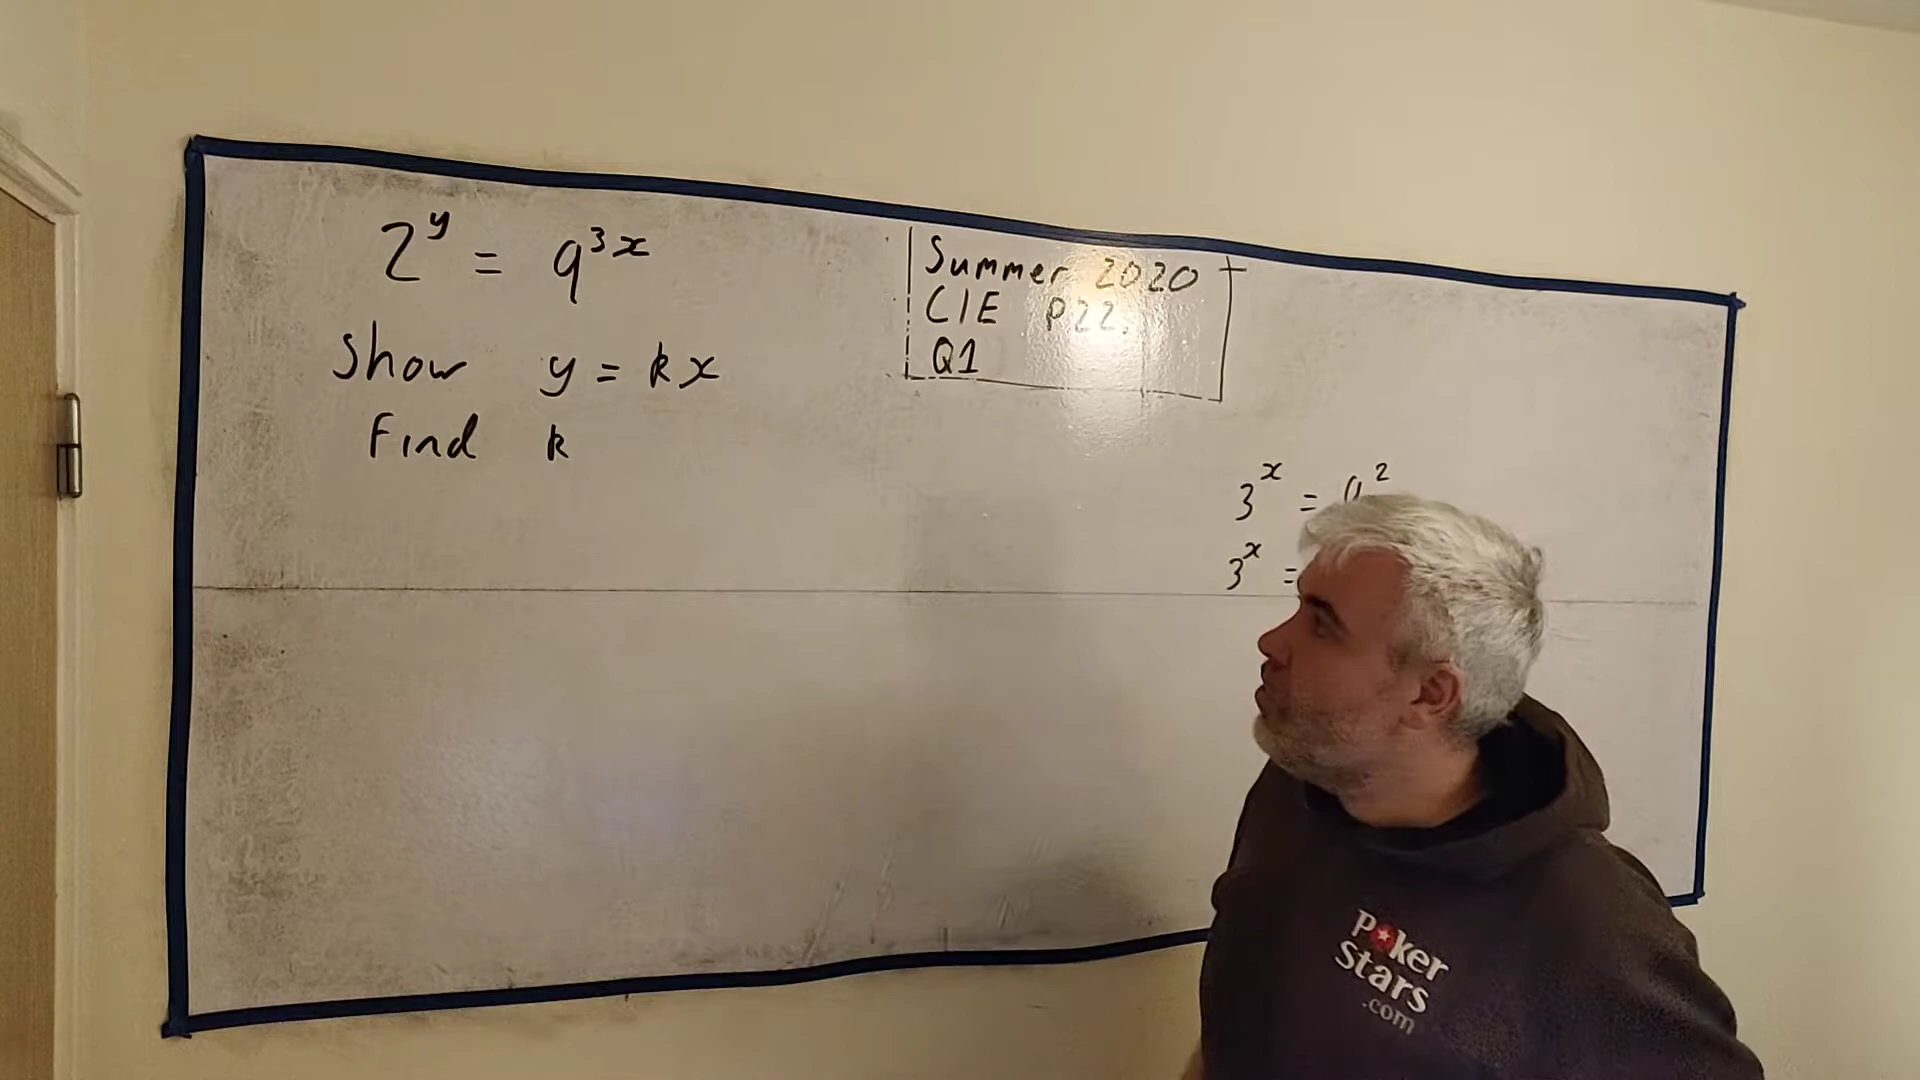 2^y = 9^3x
Show y = kx
Find k
Summer 2020
CIE P22.
Q1
3^x = 9^2
3^x =
Poker
Stars
.com